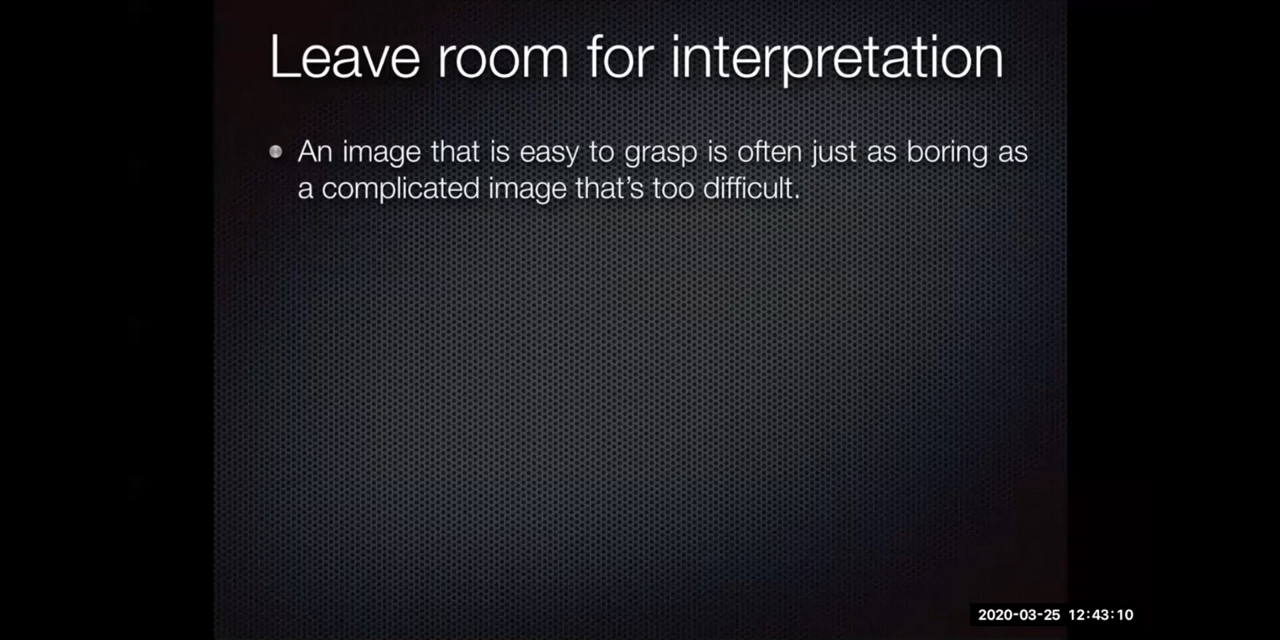 Leave room for interpretation
An image that is easy to grasp is often just as boring as
a complicated image that's too difficult.
2020-03-25 12:43:10